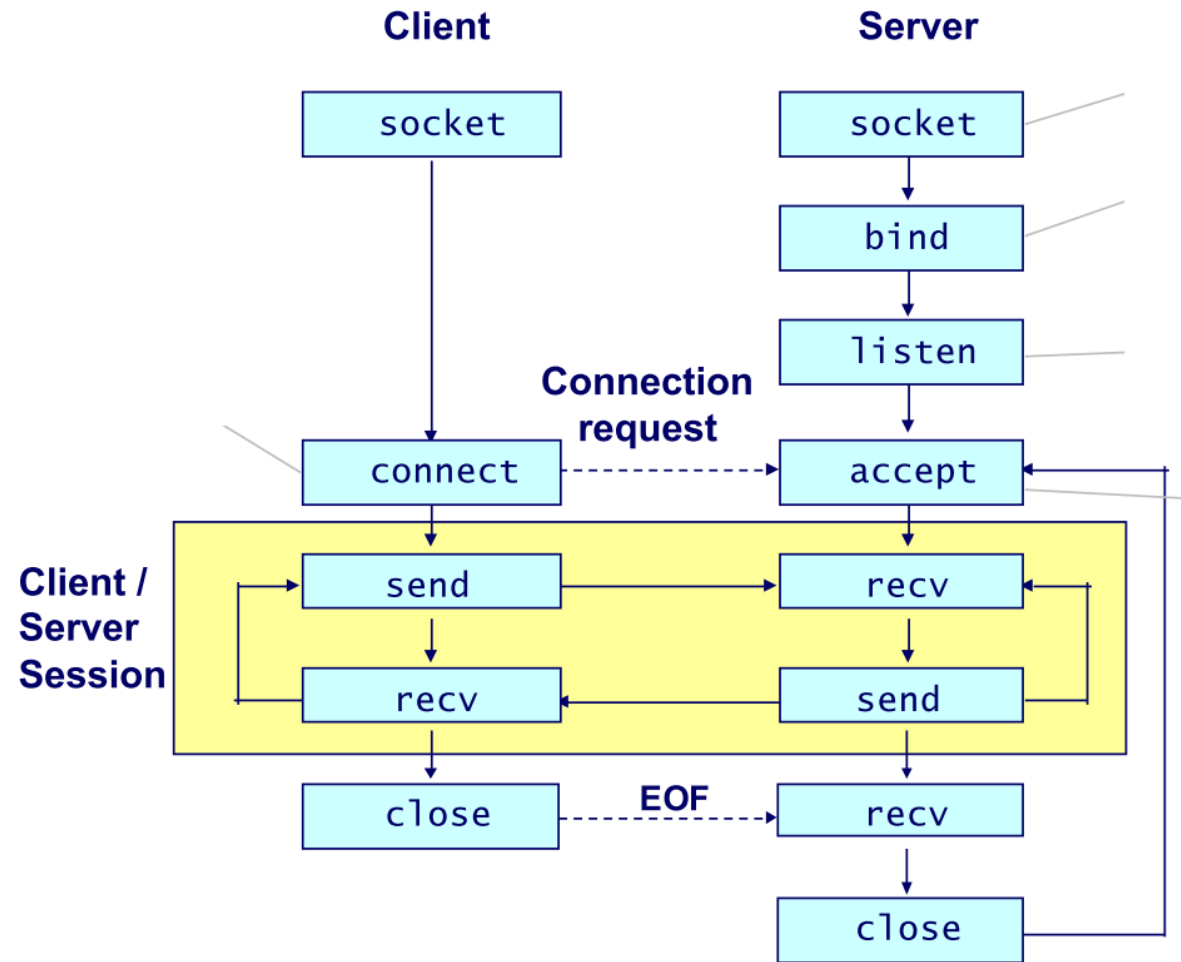 Client
Server
socket
socket
bind
listen
Connection
request
connect
accept
Client /
Server
Session
send
recv
recv
send
close
EOF
recv
close